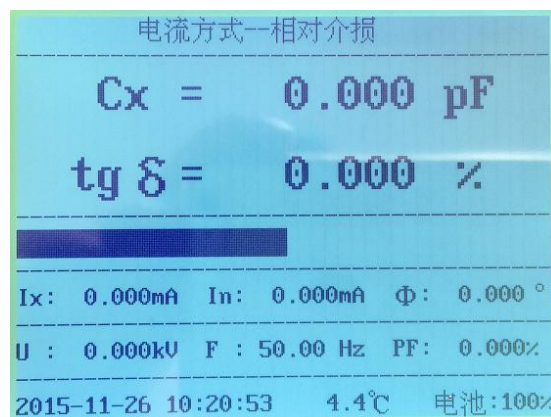 电流方式--相对介损
Cx = 0.000 pF
tg δ = 0.000 %
Ix: 0.000mA In: 0.000mA Φ: 0.000 °
U : 0.000kV F : 50.00 Hz PF: 0.000%
2015-11-26 10:20:53 4.4℃ 电池:100%